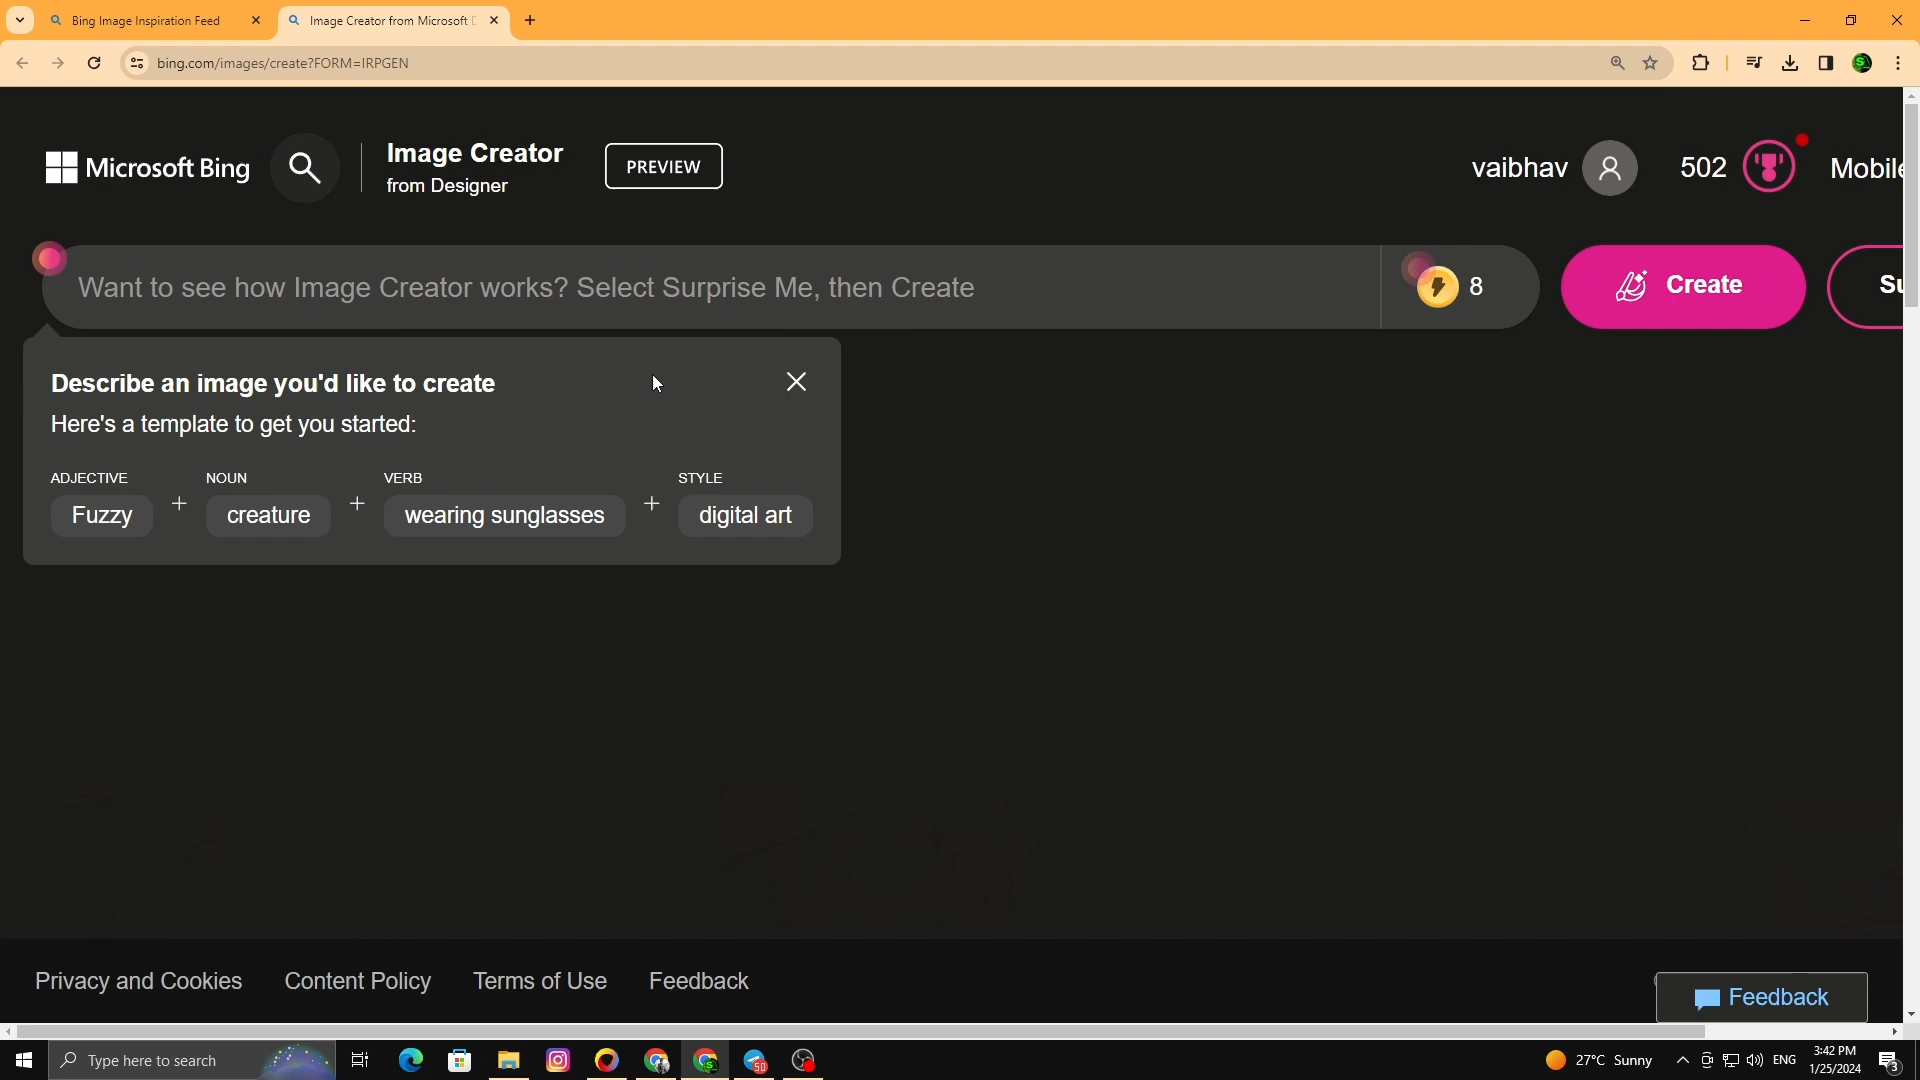 Bing Image Inspiration Feed
Image Creator from Microsoft
bing.com/images/create?FORM=IRPGEN
Microsoft Bing
Image Creator
from Designer
PREVIEW
vaibhav
502
Mobile
Want to see how Image Creator works? Select Surprise Me, then Create
8
Create
Su
Describe an image you'd like to create
Here's a template to get you started:
ADJECTIVE
NOUN
VERB
STYLE
Fuzzy + creature + wearing sunglasses + digital art
Privacy and Cookies
Content Policy
Terms of Use
Feedback
Feedback
Type here to search
50
27°C Sunny
ENG
3:42 PM
1/25/2024
3